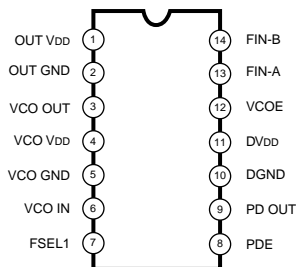 OUT VDD 1 14 FIN-B
OUT GND 2 13 FIN-A
VCO OUT 3 12 VCOE
VCO VDD 4 11 DVDD
VCO GND 5 10 DGND
VCO IN 6 9 PD OUT
FSEL1 7 8 PDE